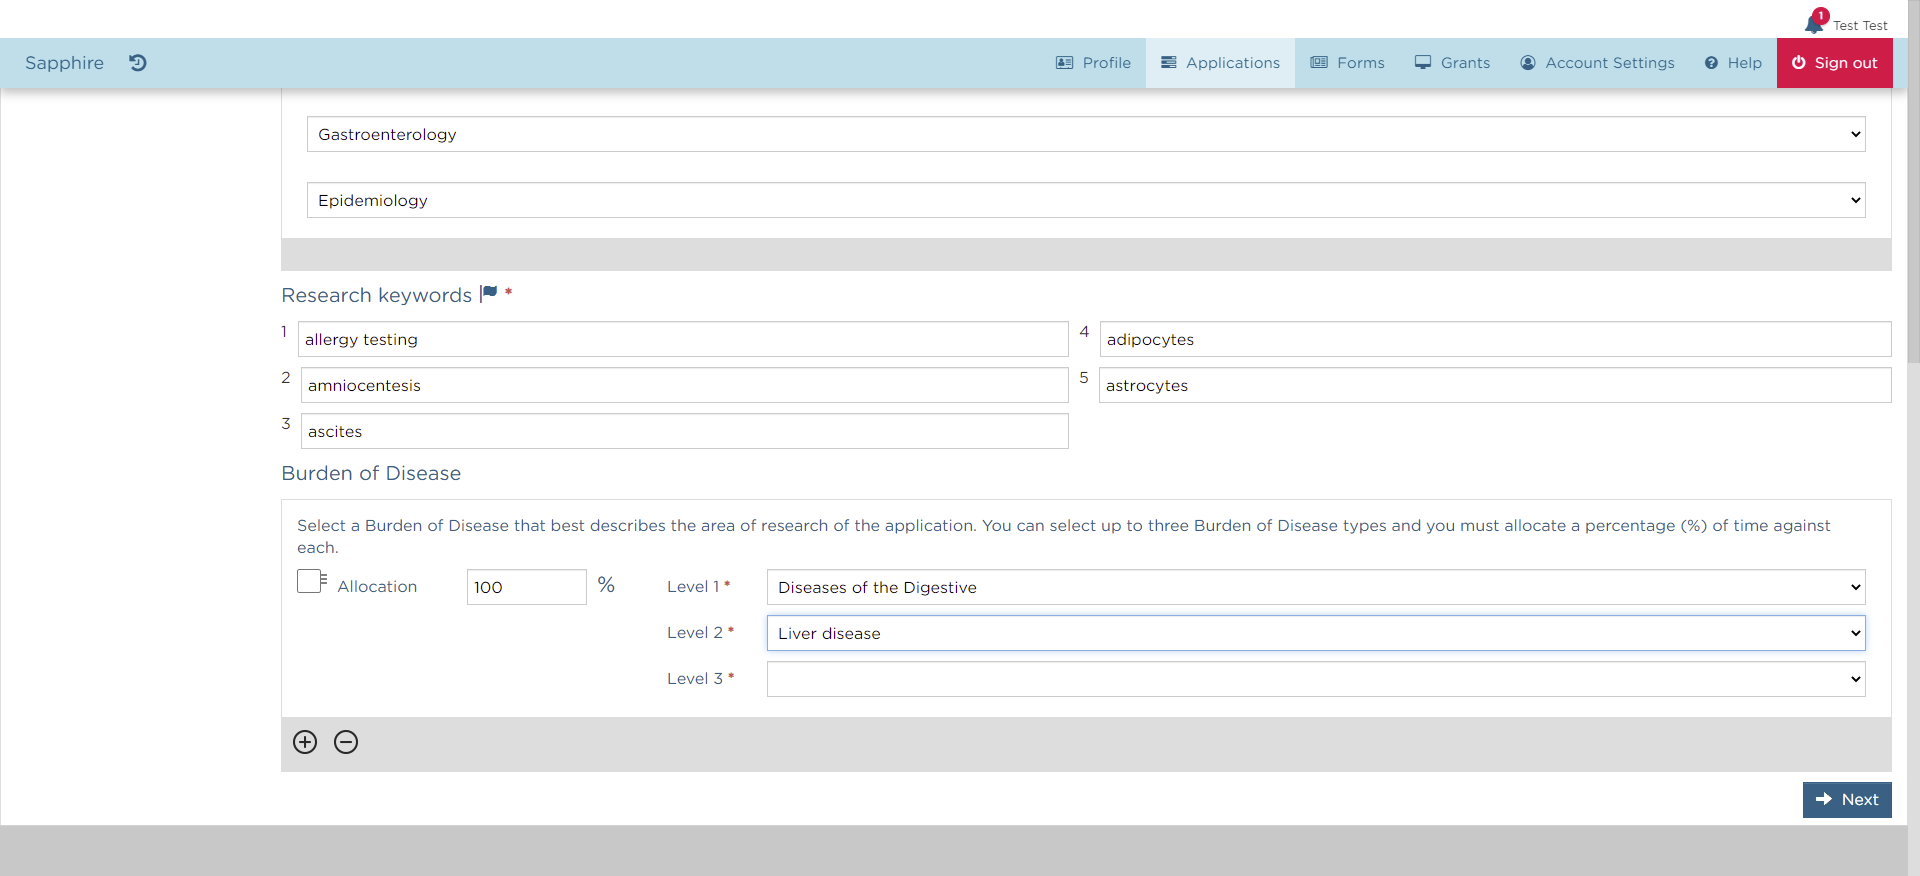 1
Test Test
Sapphire
Profile
Applications
Forms
Grants
Account Settings
Help
Sign out
Gastroenterology
Epidemiology
Research keywords *
1 allergy testing
4 adipocytes
2 amniocentesis
5 astrocytes
3 ascites
Burden of Disease
Select a Burden of Disease that best describes the area of research of the application. You can select up to three Burden of Disease types and you must allocate a percentage (%) of time against
each.
Allocation 100 % Level 1 * Diseases of the Digestive
Level 2 * Liver disease
Level 3 *
Next